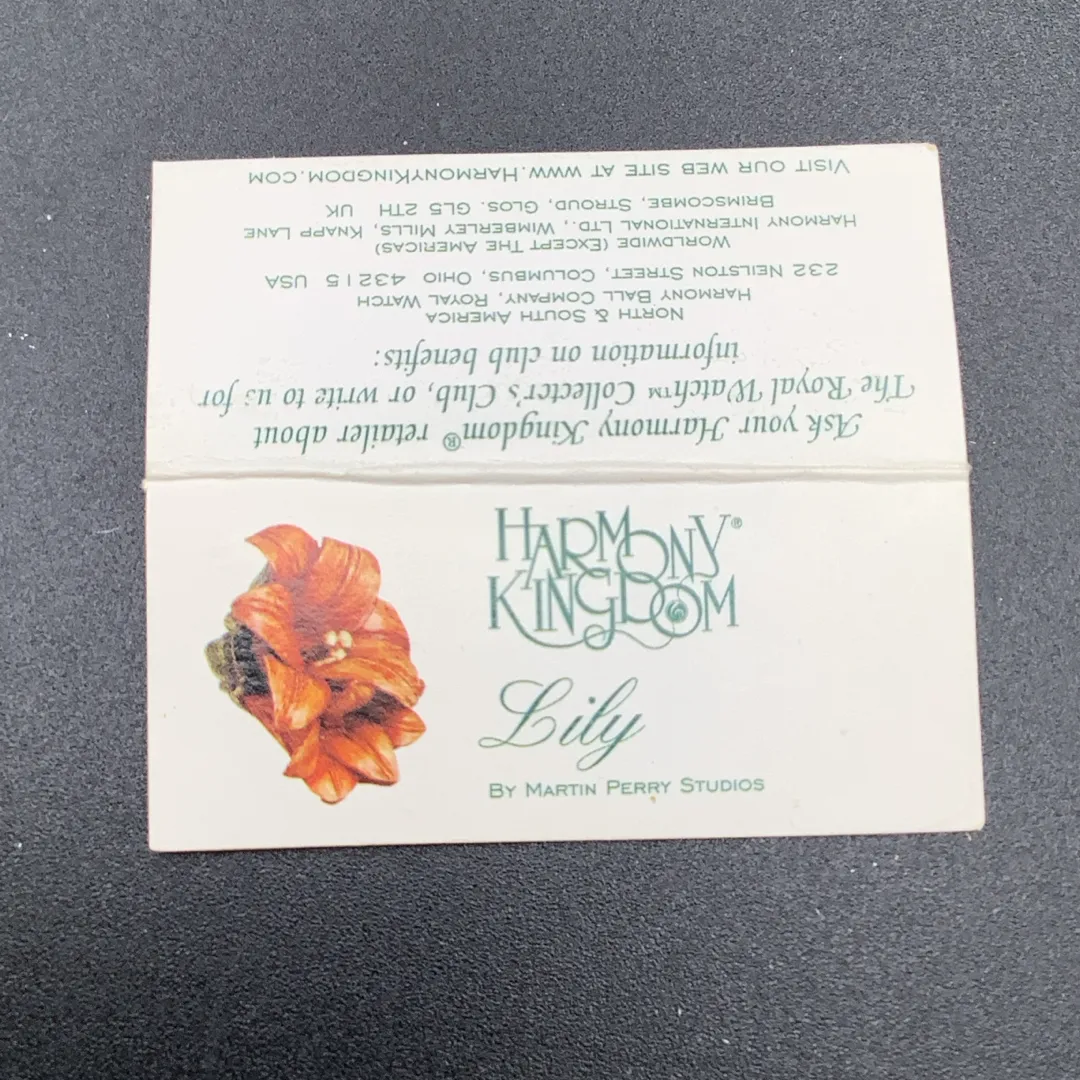 HARMONY®
KINGDOM
Lily
BY MARTIN PERRY STUDIOS
Ask your Harmony Kingdom® retailer about
The Royal Watch™ Collector's Club, or write to us for
information on club benefits:
NORTH & SOUTH AMERICA
HARMONY BALL COMPANY, ROYAL WATCH
232 NEILSTON STREET, COLUMBUS, OHIO 43215 USA
WORLDWIDE (EXCEPT THE AMERICAS)
HARMONY INTERNATIONAL LTD., WIMBERLEY MILLS, KNAPP LANE
BRIMSCOMBE, STROUD, GLOS. GL5 2TH UK
VISIT OUR WEB SITE AT WWW.HARMONYKINGDOM.COM